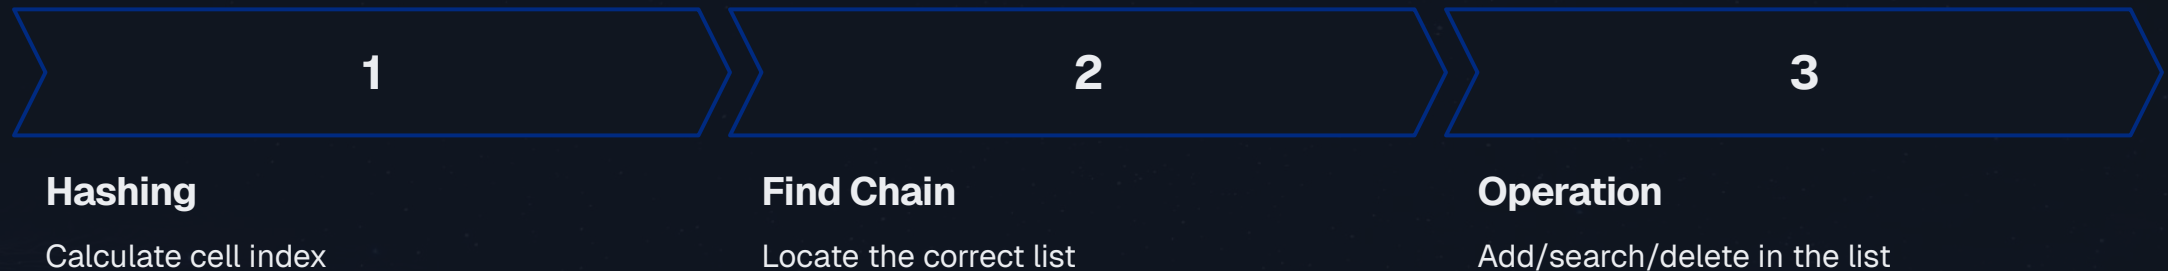 1
2
3
Hashing
Calculate cell index
Find Chain
Locate the correct list
Operation
Add/search/delete in the list